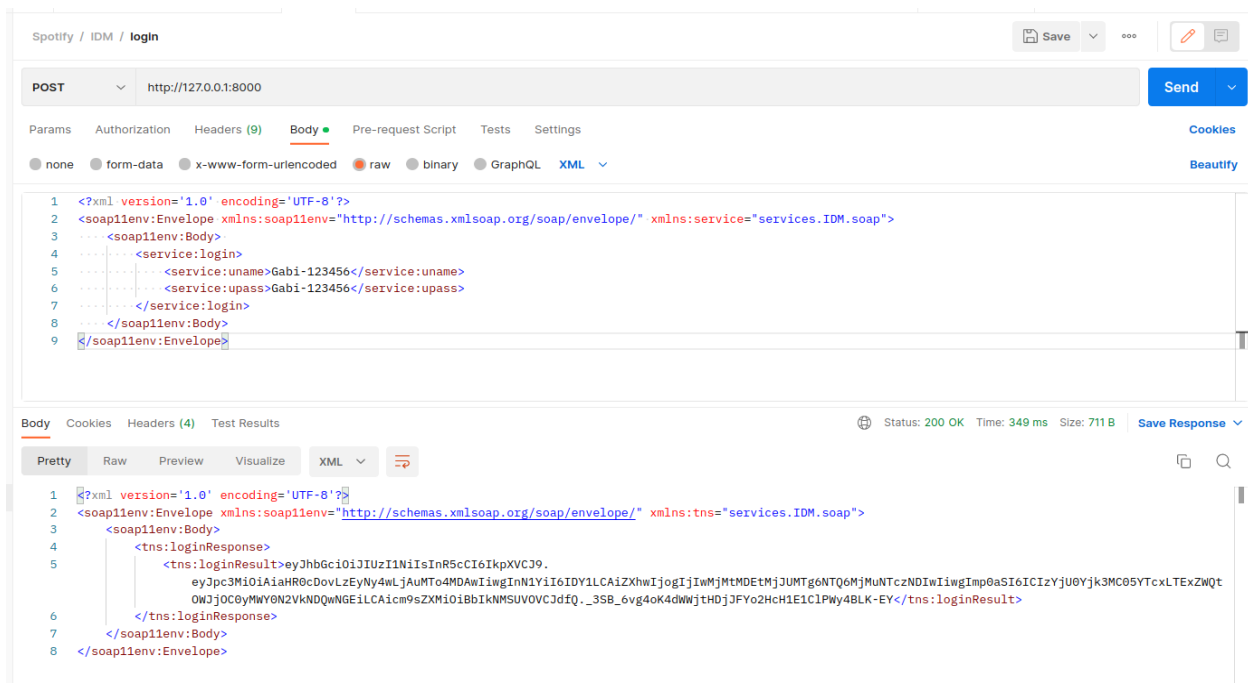 Spotify / IDM / login
Save
POST http://127.0.0.1:8000 Send
Params Authorization Headers (9) Body Pre-request Script Tests Settings Cookies
none form-data x-www-form-urlencoded raw binary GraphQL XML Beautify
1 <?xml version='1.0' encoding='UTF-8'?>
2 <soap11env:Envelope xmlns:soap11env="http://schemas.xmlsoap.org/soap/envelope/" xmlns:service="services.IDM.soap">
3 <soap11env:Body>
4 <service:login>
5 <service:uname>Gabi-123456</service:uname>
6 <service:upass>Gabi-123456</service:upass>
7 </service:login>
8 </soap11env:Body>
9 </soap11env:Envelope>
Body Cookies Headers (4) Test Results Status: 200 OK Time: 349 ms Size: 711 B Save Response
Pretty Raw Preview Visualize XML
1 <?xml version='1.0' encoding='UTF-8'?>
2 <soap11env:Envelope xmlns:soap11env="http://schemas.xmlsoap.org/soap/envelope/" xmlns:tns="services.IDM.soap">
3 <soap11env:Body>
4 <tns:loginResponse>
5 <tns:loginResult>eyJhbGciOiJIUzI1NiIsInR5cCI6IkpXVCJ9.
eyJpc3MiOiAiaHR0cDovLzEyNy4wLjAuMTo4MDAwIiwgInN1YiI6IDY1LCAiZXhwIjogIjIwMjMtMDEtMjJUMTg6NTQ6MjMuNTczNDIwIiwgImp0aSI6ICIzYjU0Yjk3MC05YTcxLTExZWQt
OWJjOC0yMWY0N2VkNDQwNGEiLCAicm9sZXMiOiBbIkNMSUVOVCJdfQ._3SB_6vg4oK4dWWjtHDjJFYo2HcH1E1ClPWy4BLK-EY</tns:loginResult>
6 </tns:loginResponse>
7 </soap11env:Body>
8 </soap11env:Envelope>